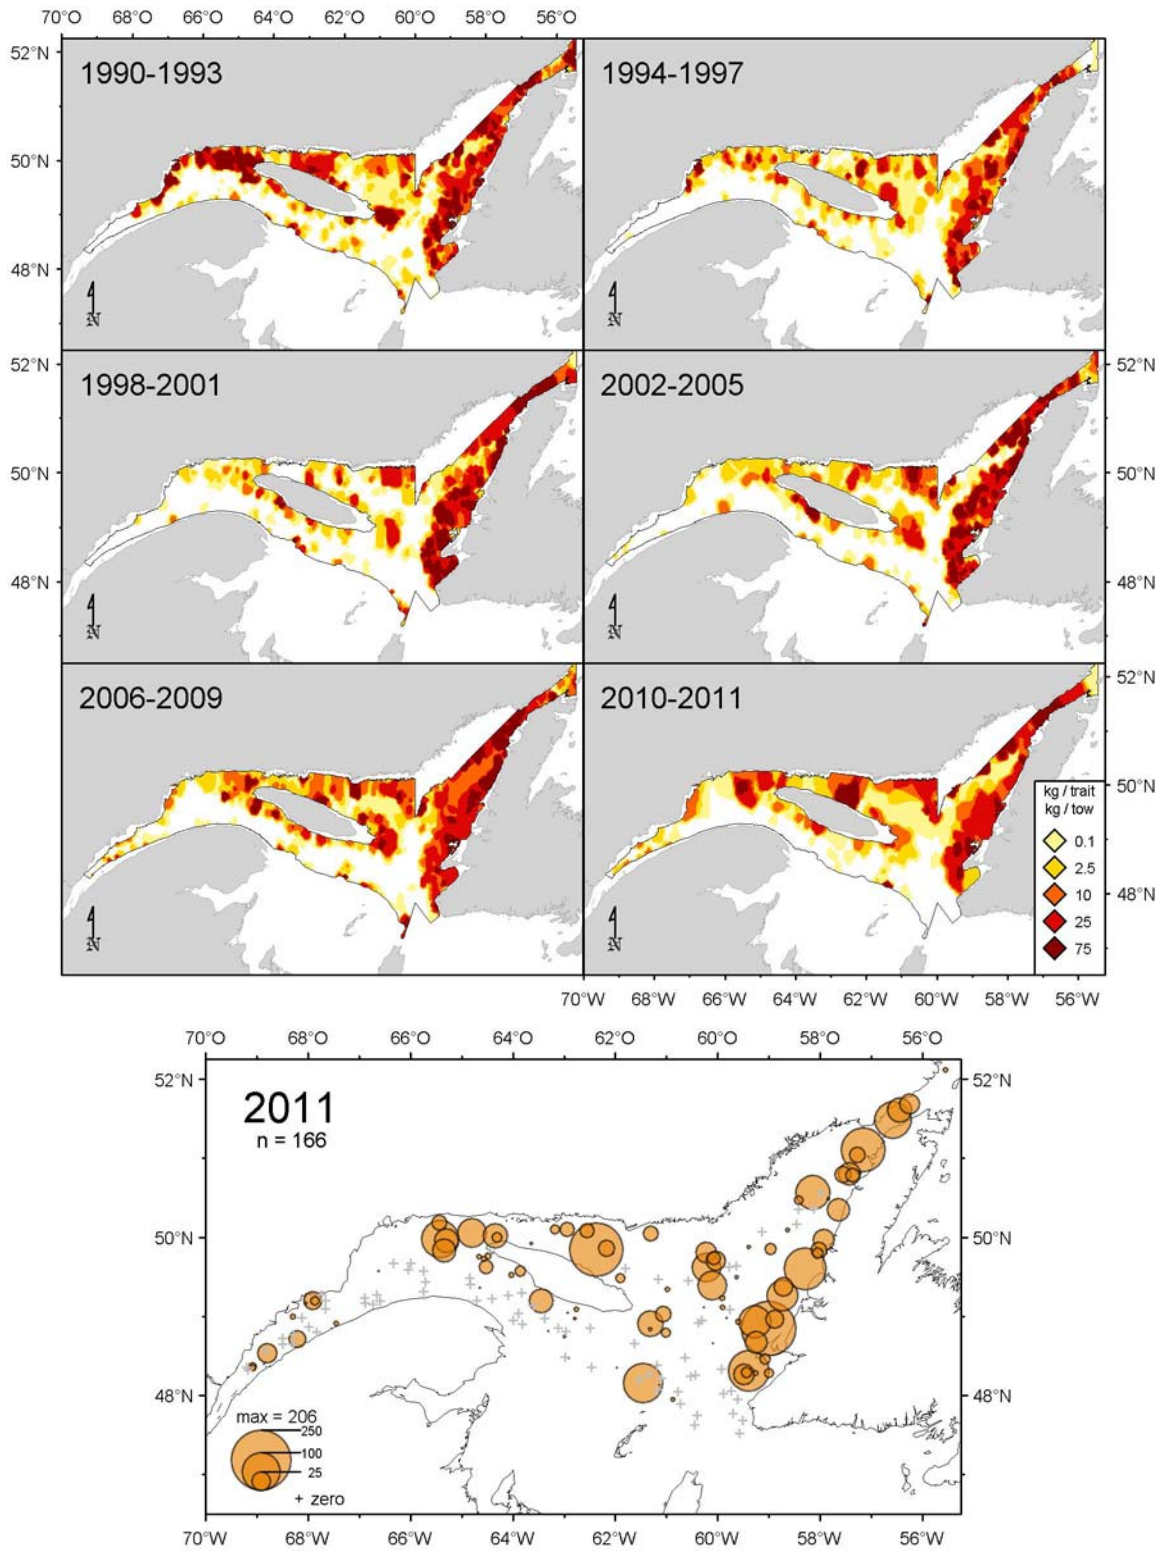 70°O 68°O 66°O 64°O 62°O 60°O 58°O 56°O
52°N
1990-1993
1994-1997
50°N
48°N
N
N
52°N 52°N
1998-2001
2002-2005
50°N 50°N
48°N 48°N
N
N
52°N
2006-2009
2010-2011
50°N
kg / trait
kg / tow
0.1
2.5
10
25
75
48°N
N
N
70°W 68°W 66°W 64°W 62°W 60°W 58°W 56°W
70°O 68°O 66°O 64°O 62°O 60°O 58°O 56°O
52°N 52°N
2011
n = 166
50°N 50°N
48°N 48°N
max = 206
250
100
25
+ zero
70°W 68°W 66°W 64°W 62°W 60°W 58°W 56°W